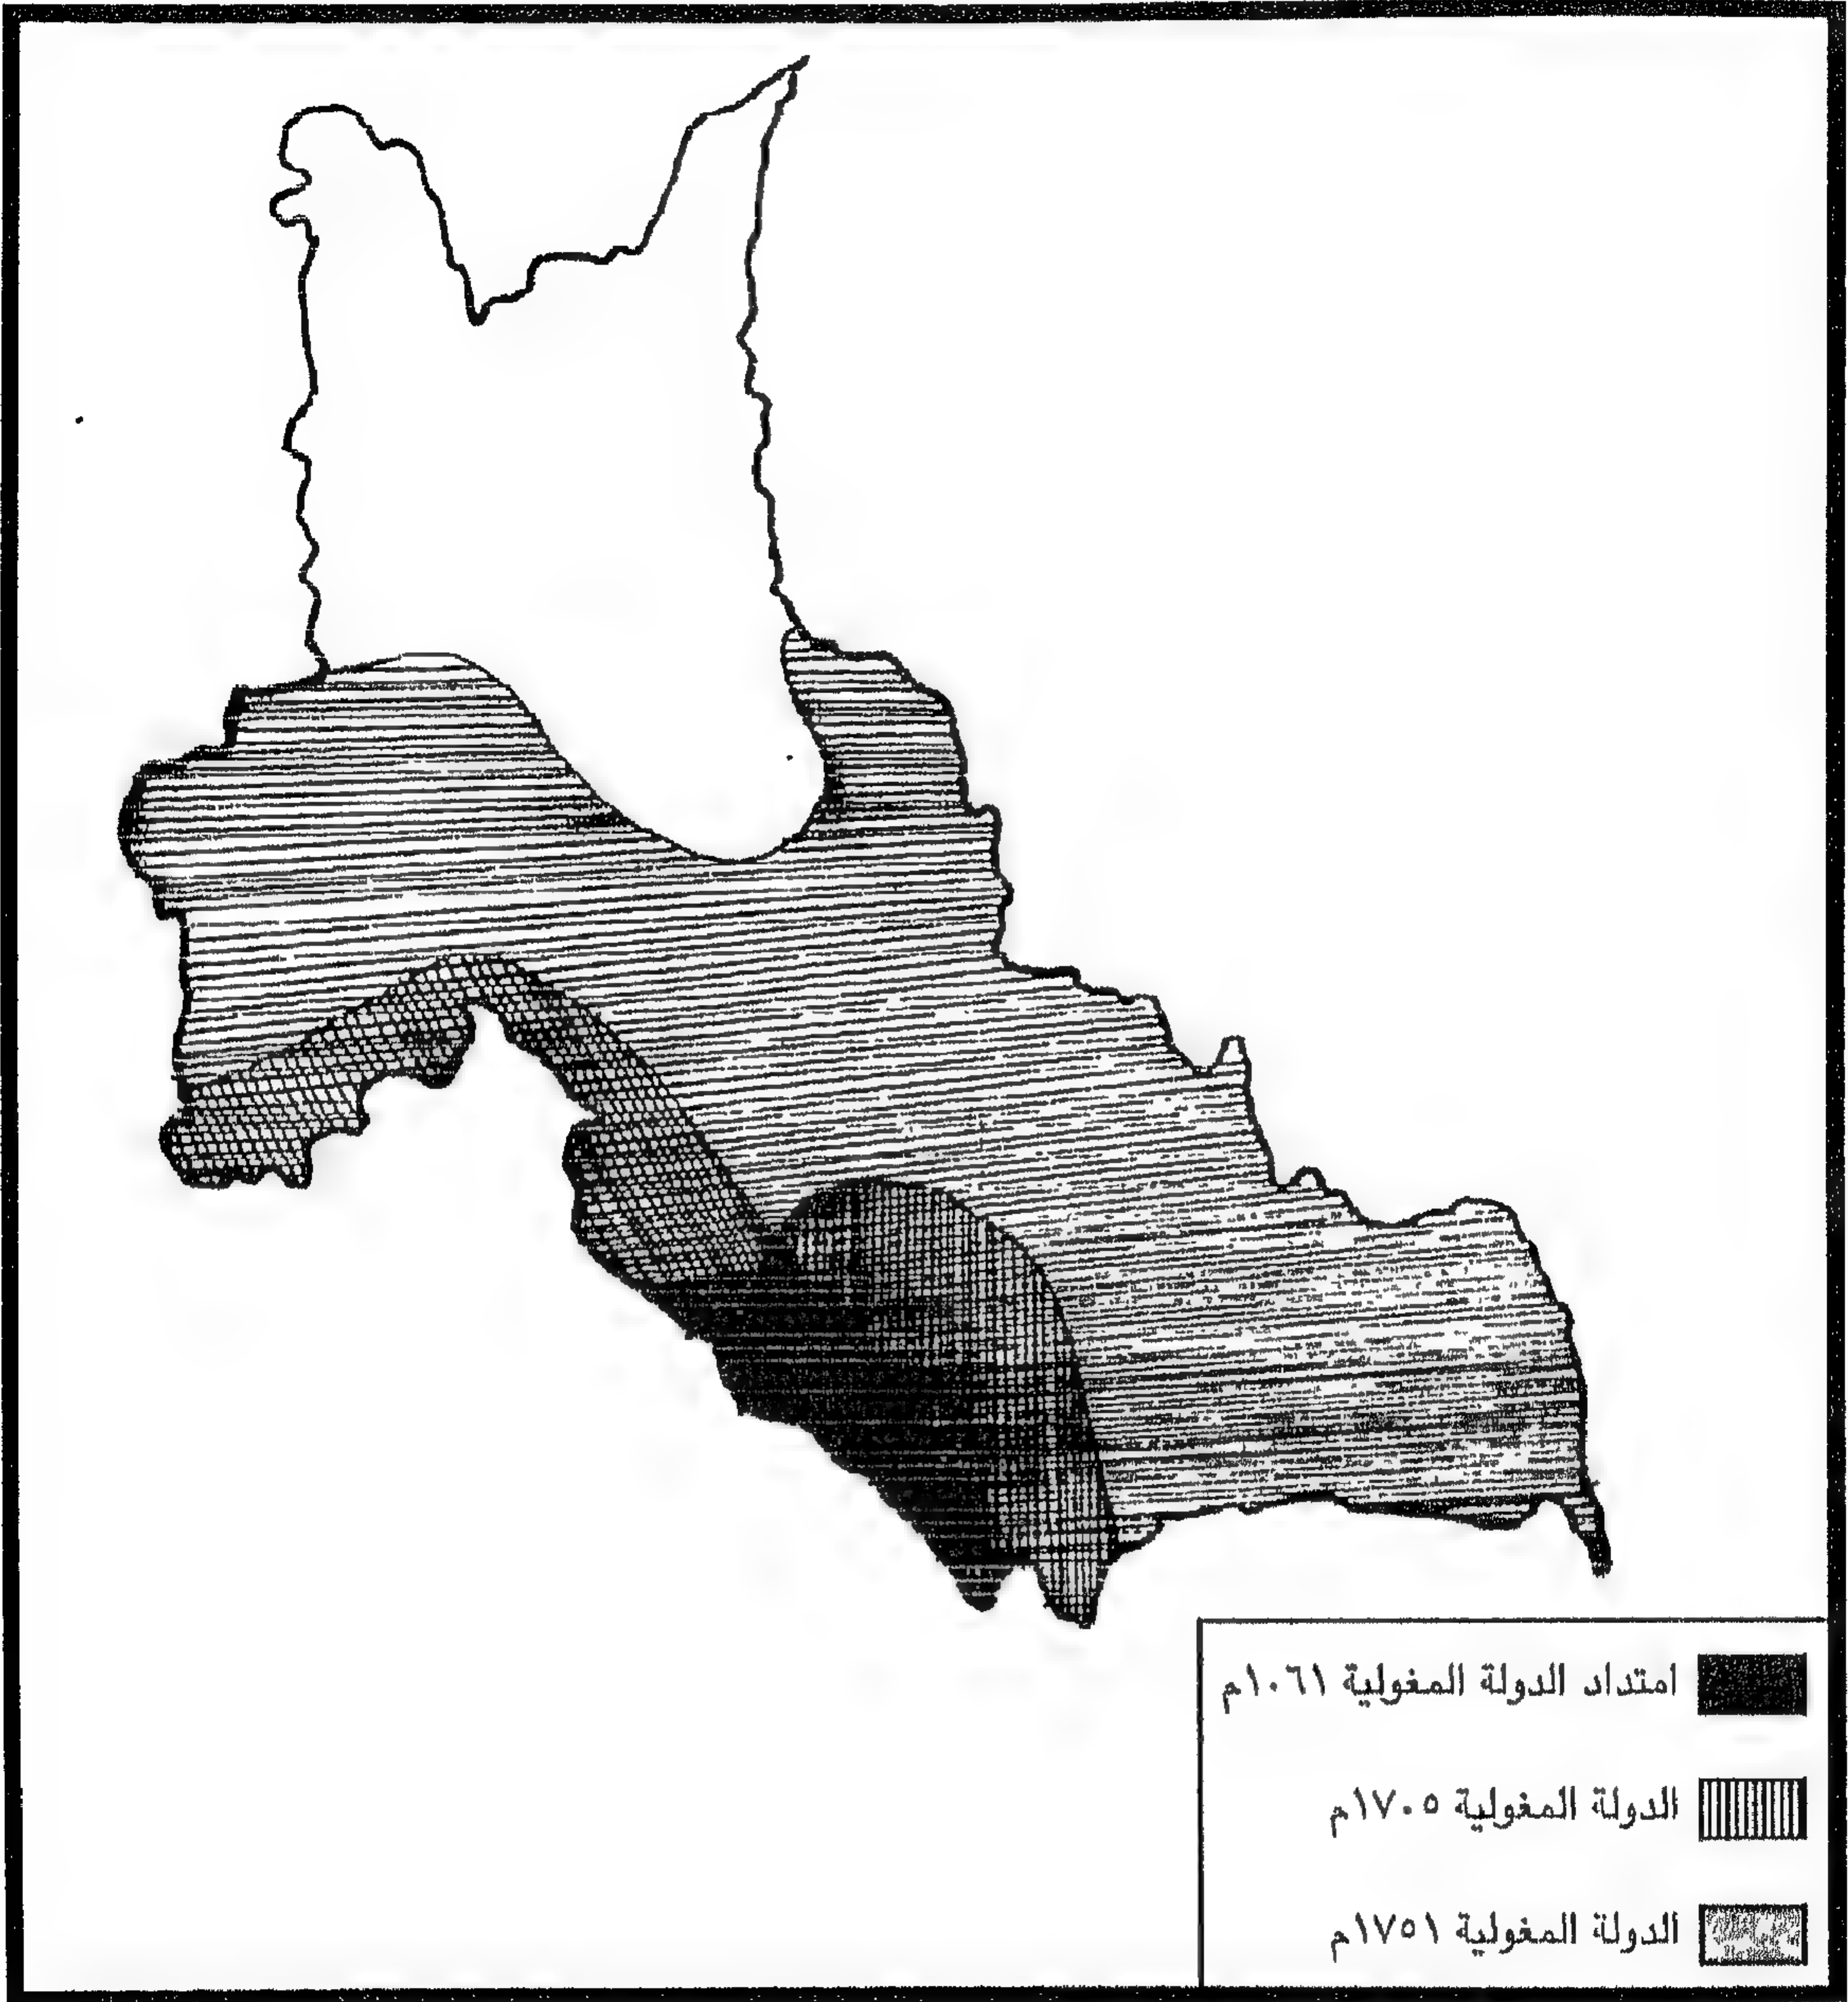 امتداد الدولة المغولية ١٠٦١م
الدولة المغولية ١٧٠٥م
الدولة المغولية ١٧٥١م